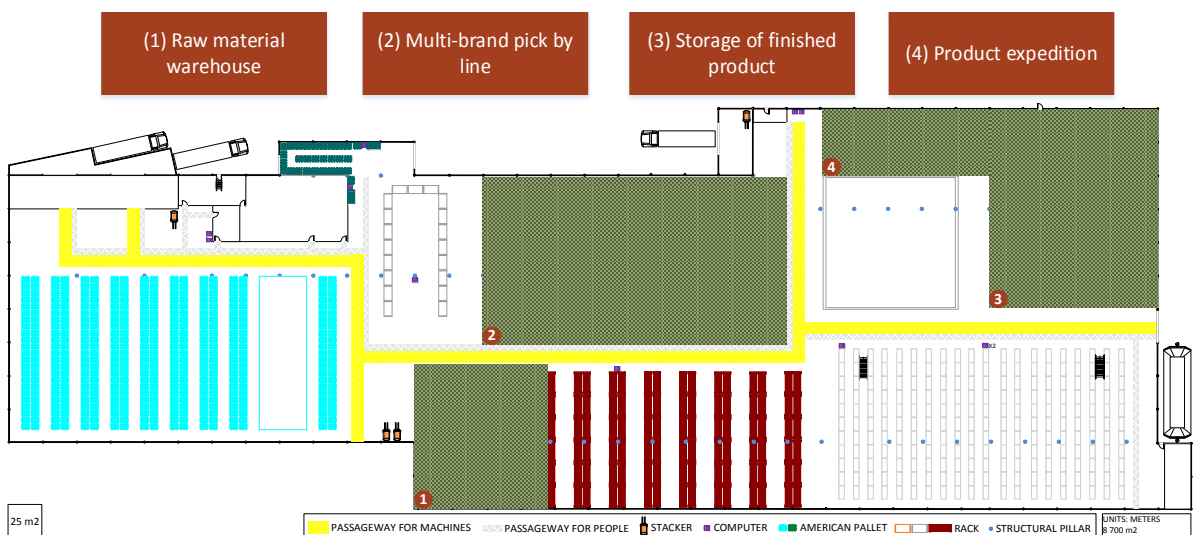 (1) Raw material
warehouse
(2) Multi-brand pick by
line
(3) Storage of finished
product
(4) Product expedition
4
3
2
X2
1
25 m2
PASSAGEWAY FOR MACHINES
PASSAGEWAY FOR PEOPLE
STACKER
COMPUTER
AMERICAN PALLET
RACK
STRUCTURAL PILLAR
UNITS: METERS
8 700 m2